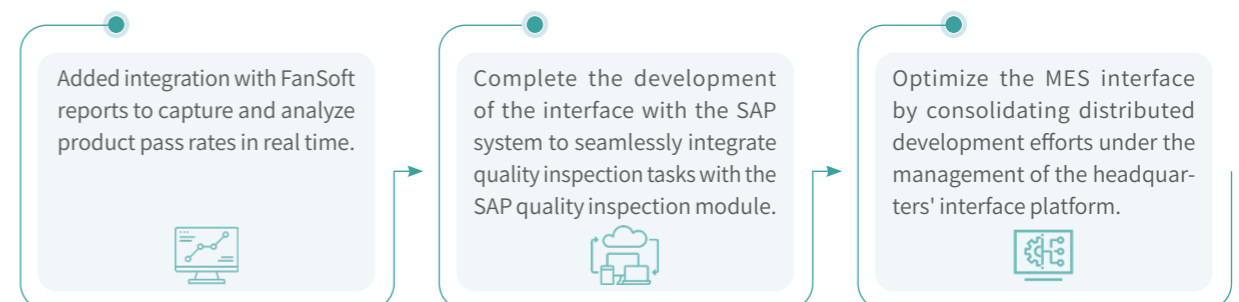 Added integration with FanSoft
reports to capture and analyze
product pass rates in real time.
Complete the development
of the interface with the SAP
system to seamlessly integrate
quality inspection tasks with the
SAP quality inspection module.
Optimize the MES interface
by consolidating distributed
development efforts under the
management of the headquar-
ters' interface platform.